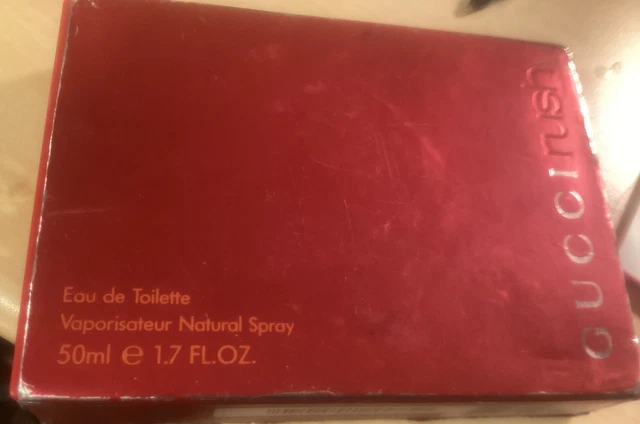 GUCCI rush
Eau de Toilette
Vaporisateur Natural Spray
50ml e 1.7 FL.OZ.